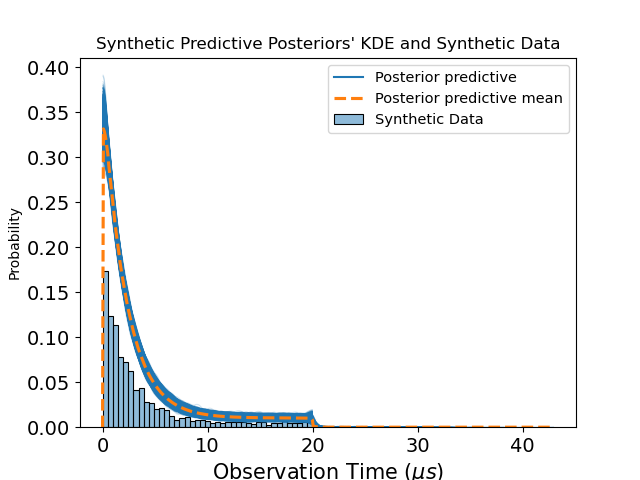 Synthetic Predictive Posteriors' KDE and Synthetic Data
0.40
0.35
0.30
0.25
0.20
0.15
0.10
0.05
0.00
Probability
Posterior predictive
Posterior predictive mean
Synthetic Data
0 10 20 30 40
Observation Time (μs)